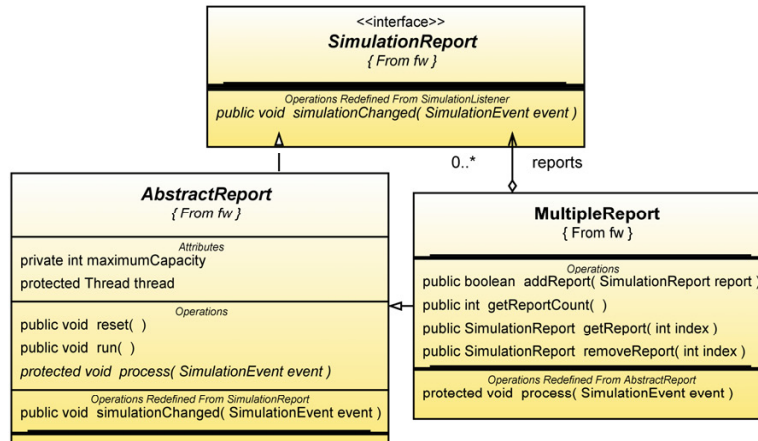 <<interface>>
SimulationReport
{ From fw }
Operations Redefined From SimulationListener
public void simulationChanged( SimulationEvent event )
0..* reports
AbstractReport
{ From fw }
Attributes
private int maximumCapacity
protected Thread thread
Operations
public void reset( )
public void run( )
protected void process( SimulationEvent event )
Operations Redefined From SimulationReport
public void simulationChanged( SimulationEvent event )
MultipleReport
{ From fw }
Operations
public boolean addReport( SimulationReport report )
public int getReportCount( )
public SimulationReport getReport( int index )
public SimulationReport removeReport( int index )
Operations Redefined From AbstractReport
protected void process( SimulationEvent event )